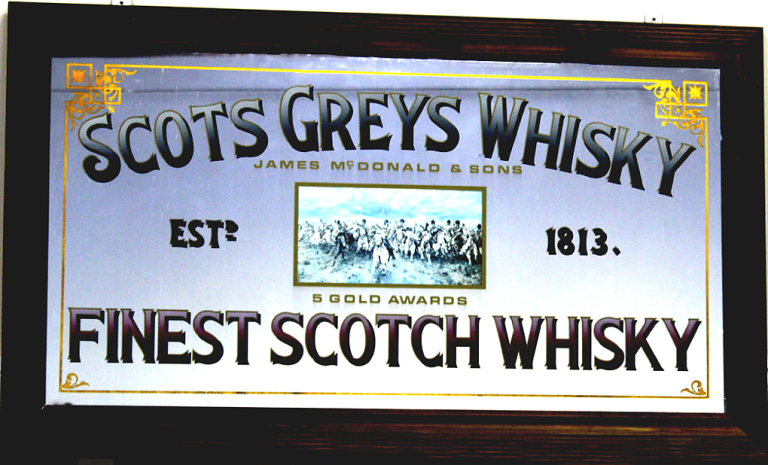 SCOTS GREYS WHISKY
JAMES McDONALD & SONS
ESTD 1813.
5 GOLD AWARDS
FINEST SCOTCH WHISKY